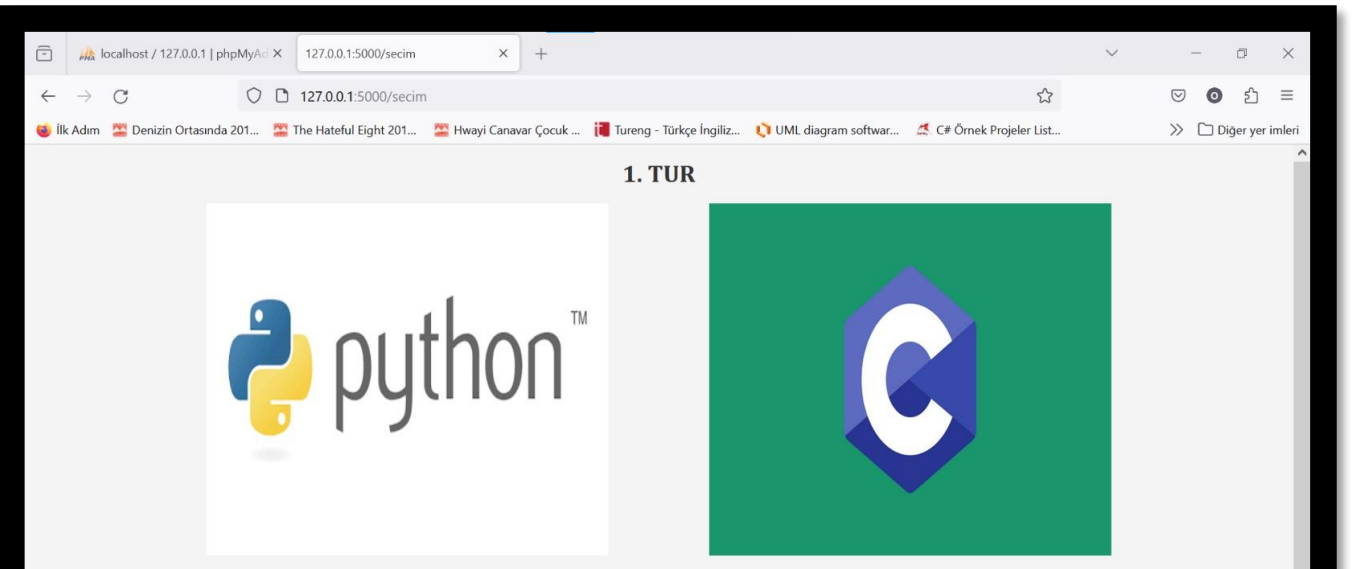 localhost / 127.0.0.1 | phpMyAd
127.0.0.1:5000/secim
127.0.0.1:5000/secim
İlk Adım
Denizin Ortasında 201...
The Hateful Eight 201...
Hwayi Canavar Çocuk ...
Tureng - Türkçe İngiliz...
UML diagram softwar...
C# Örnek Projeler List...
Diğer yer imleri
1. TUR
python TM
C